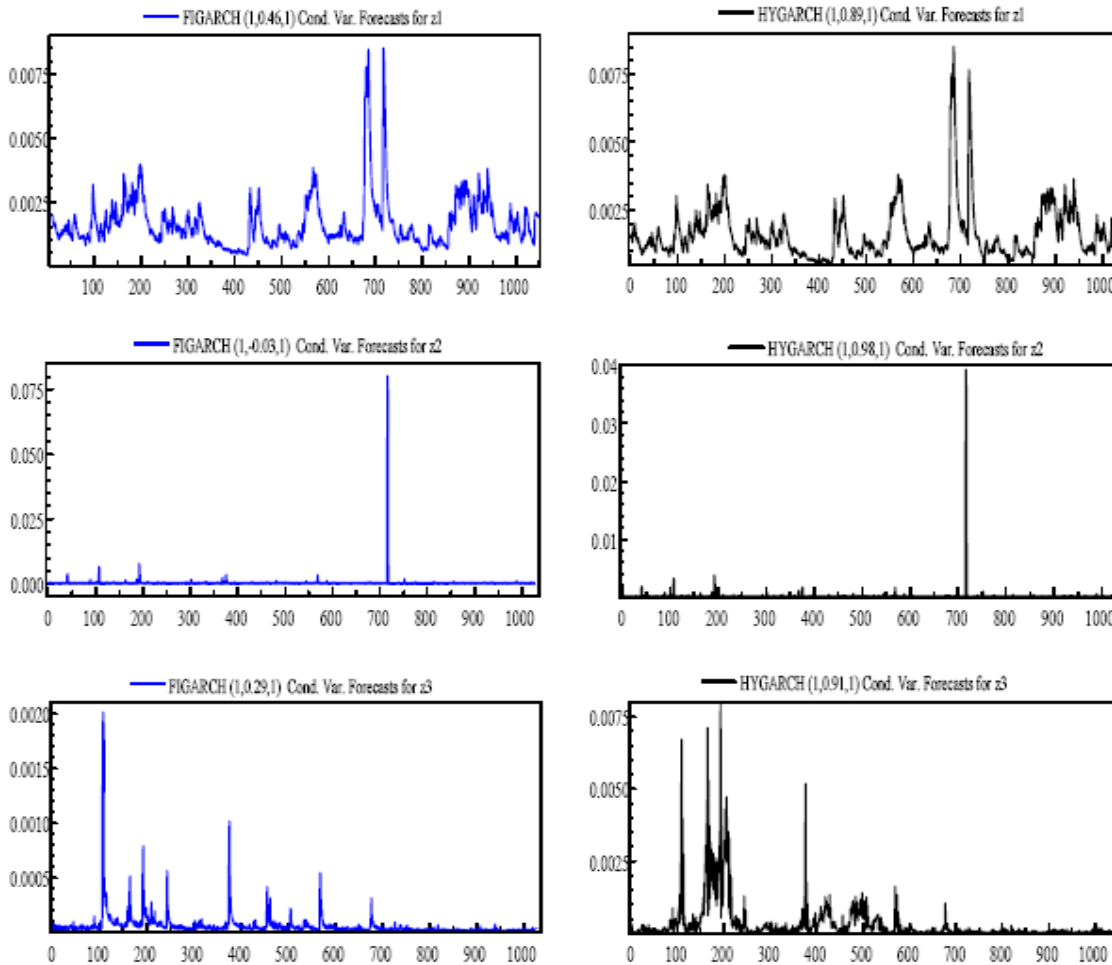 FIGARCH (1,0.46,1) Cond. Var. Forecasts for z1
0.0075
0.0050
0.0025
100 200 300 400 500 600 700 800 900 1000
HYGARCH (1,0.89,1) Cond. Var. Forecasts for z1
0.0075
0.0050
0.0025
0 100 200 300 400 500 600 700 800 900 1000
FIGARCH (1,-0.03,1) Cond. Var. Forecasts for z2
0.075
0.050
0.025
0.000
0 100 200 300 400 500 600 700 800 900 1000
HYGARCH (1,0.98,1) Cond. Var. Forecasts for z2
0.04
0.03
0.02
0.01
0 100 200 300 400 500 600 700 800 900 1000
FIGARCH (1,0.29,1) Cond. Var. Forecasts for z3
0.0020
0.0015
0.0010
0.0005
0 100 200 300 400 500 600 700 800 900 1000
HYGARCH (1,0.91,1) Cond. Var. Forecasts for z3
0.0075
0.0050
0.0025
0 100 200 300 400 500 600 700 800 900 1000